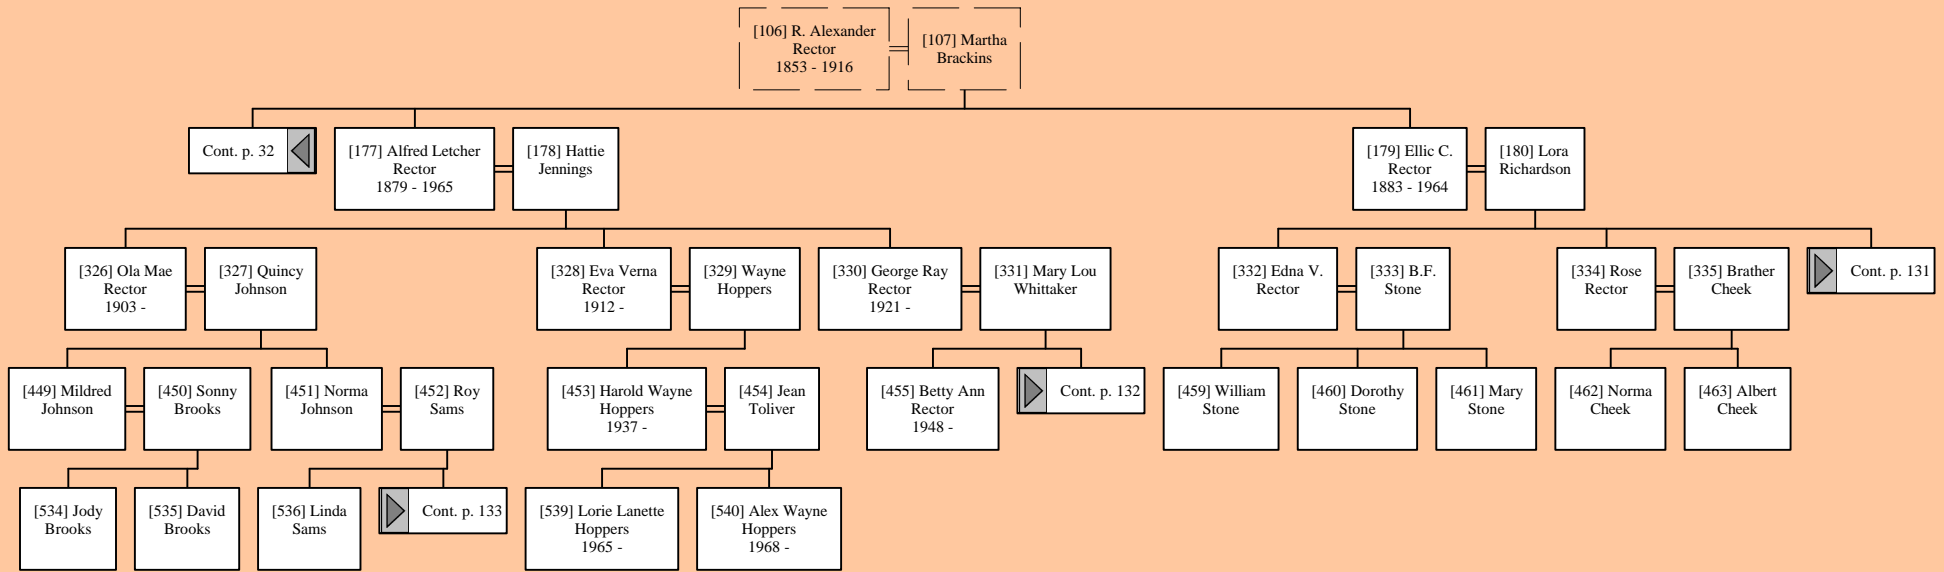 [106] R. Alexander
Rector
1853 - 1916
[107] Martha
Brackins
Cont. p. 32
[177] Alfred Letcher
Rector
1879 - 1965
[178] Hattie
Jennings
[179] Ellic C.
Rector
1883 - 1964
[180] Lora
Richardson
[326] Ola Mae
Rector
1903 -
[327] Quincy
Johnson
[328] Eva Verna
Rector
1912 -
[329] Wayne
Hoppers
[330] George Ray
Rector
1921 -
[331] Mary Lou
Whittaker
[332] Edna V.
Rector
[333] B.F.
Stone
[334] Rose
Rector
[335] Brather
Cheek
Cont. p. 131
[449] Mildred
Johnson
[450] Sonny
Brooks
[451] Norma
Johnson
[452] Roy
Sams
[453] Harold Wayne
Hoppers
1937 -
[454] Jean
Toliver
[455] Betty Ann
Rector
1948 -
Cont. p. 132
[459] William
Stone
[460] Dorothy
Stone
[461] Mary
Stone
[462] Norma
Cheek
[463] Albert
Cheek
[534] Jody
Brooks
[535] David
Brooks
[536] Linda
Sams
Cont. p. 133
[539] Lorie Lanette
Hoppers
1965 -
[540] Alex Wayne
Hoppers
1968 -